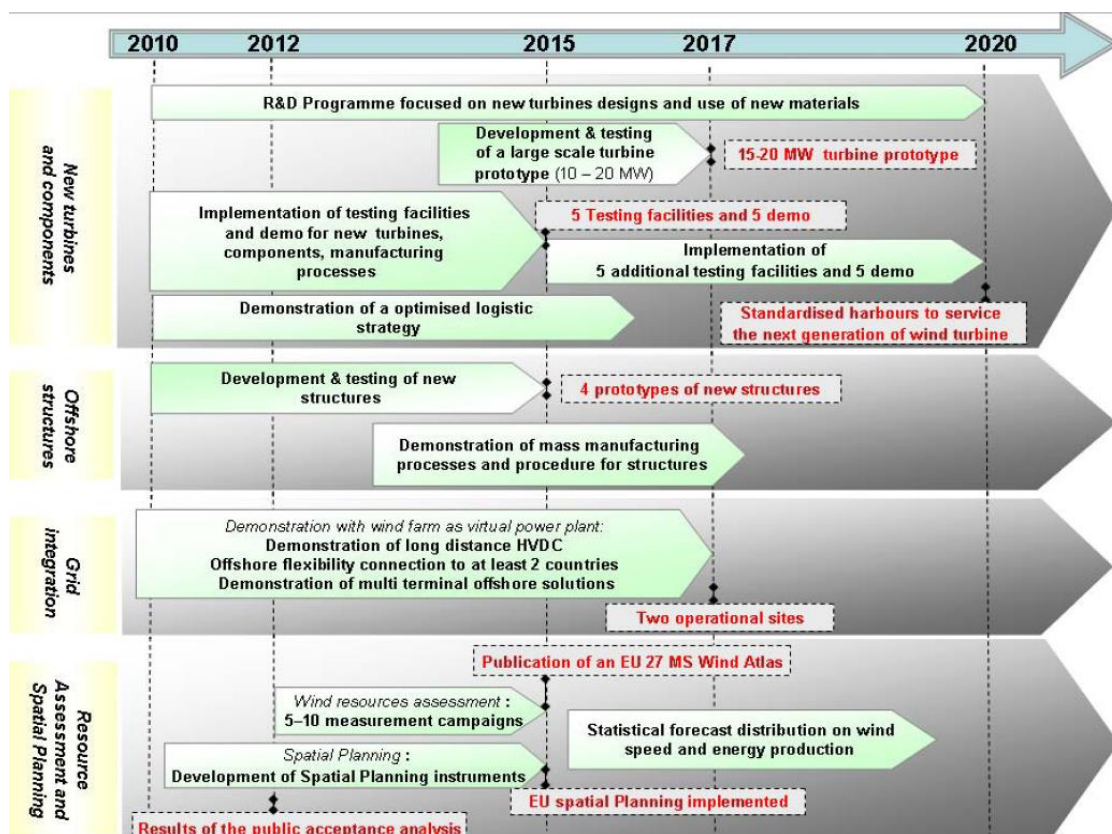 2010 2012 2015 2017 2020
New turbines
and components
R&D Programme focused on new turbines designs and use of new materials
Development & testing
of a large scale turbine
prototype (10 – 20 MW)
15-20 MW turbine prototype
Implementation of testing facilities
and demo for new turbines,
components, manufacturing
processes
5 Testing facilities and 5 demo
Implementation of
5 additional testing facilities and 5 demo
Demonstration of a optimised logistic
strategy
Standardised harbours to service
the next generation of wind turbine
Offshore
structures
Development & testing of new
structures
4 prototypes of new structures
Demonstration of mass manufacturing
processes and procedure for structures
Grid
integration
Demonstration with wind farm as virtual power plant:
Demonstration of long distance HVDC
Offshore flexibility connection to at least 2 countries
Demonstration of multi terminal offshore solutions
Two operational sites
Resource
Assessment and
Spatial Planning
Publication of an EU 27 MS Wind Atlas
Wind resources assessment :
5–10 measurement campaigns
Statistical forecast distribution on wind
speed and energy production
Spatial Planning :
Development of Spatial Planning instruments
EU spatial Planning implemented
Results of the public acceptance analysis